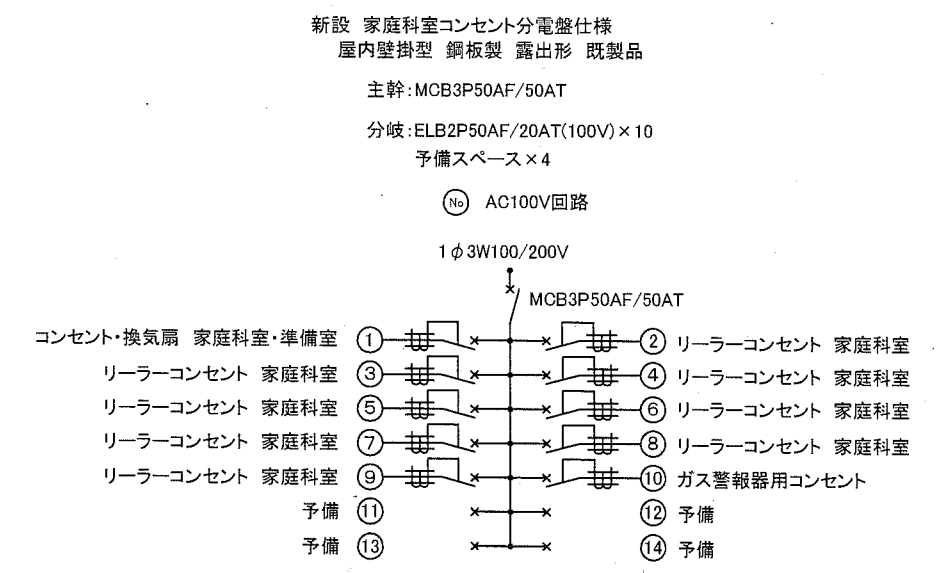 新設 家庭科室コンセント分電盤仕様
屋内壁掛型 鋼板製 露出形 既製品
主幹:MCB3P50AF/50AT
分岐:ELB2P50AF/20AT(100V)×10
予備スペース×4
No AC100V回路
1φ3W100/200V
MCB3P50AF/50AT
コンセント・換気扇 家庭科室・準備室 ①
② リーラーコンセント 家庭科室
リーラーコンセント 家庭科室 ③
④ リーラーコンセント 家庭科室
リーラーコンセント 家庭科室 ⑤
⑥ リーラーコンセント 家庭科室
リーラーコンセント 家庭科室 ⑦
⑧ リーラーコンセント 家庭科室
リーラーコンセント 家庭科室 ⑨
⑩ ガス警報器用コンセント
予備 ⑪
⑫ 予備
予備 ⑬
⑭ 予備